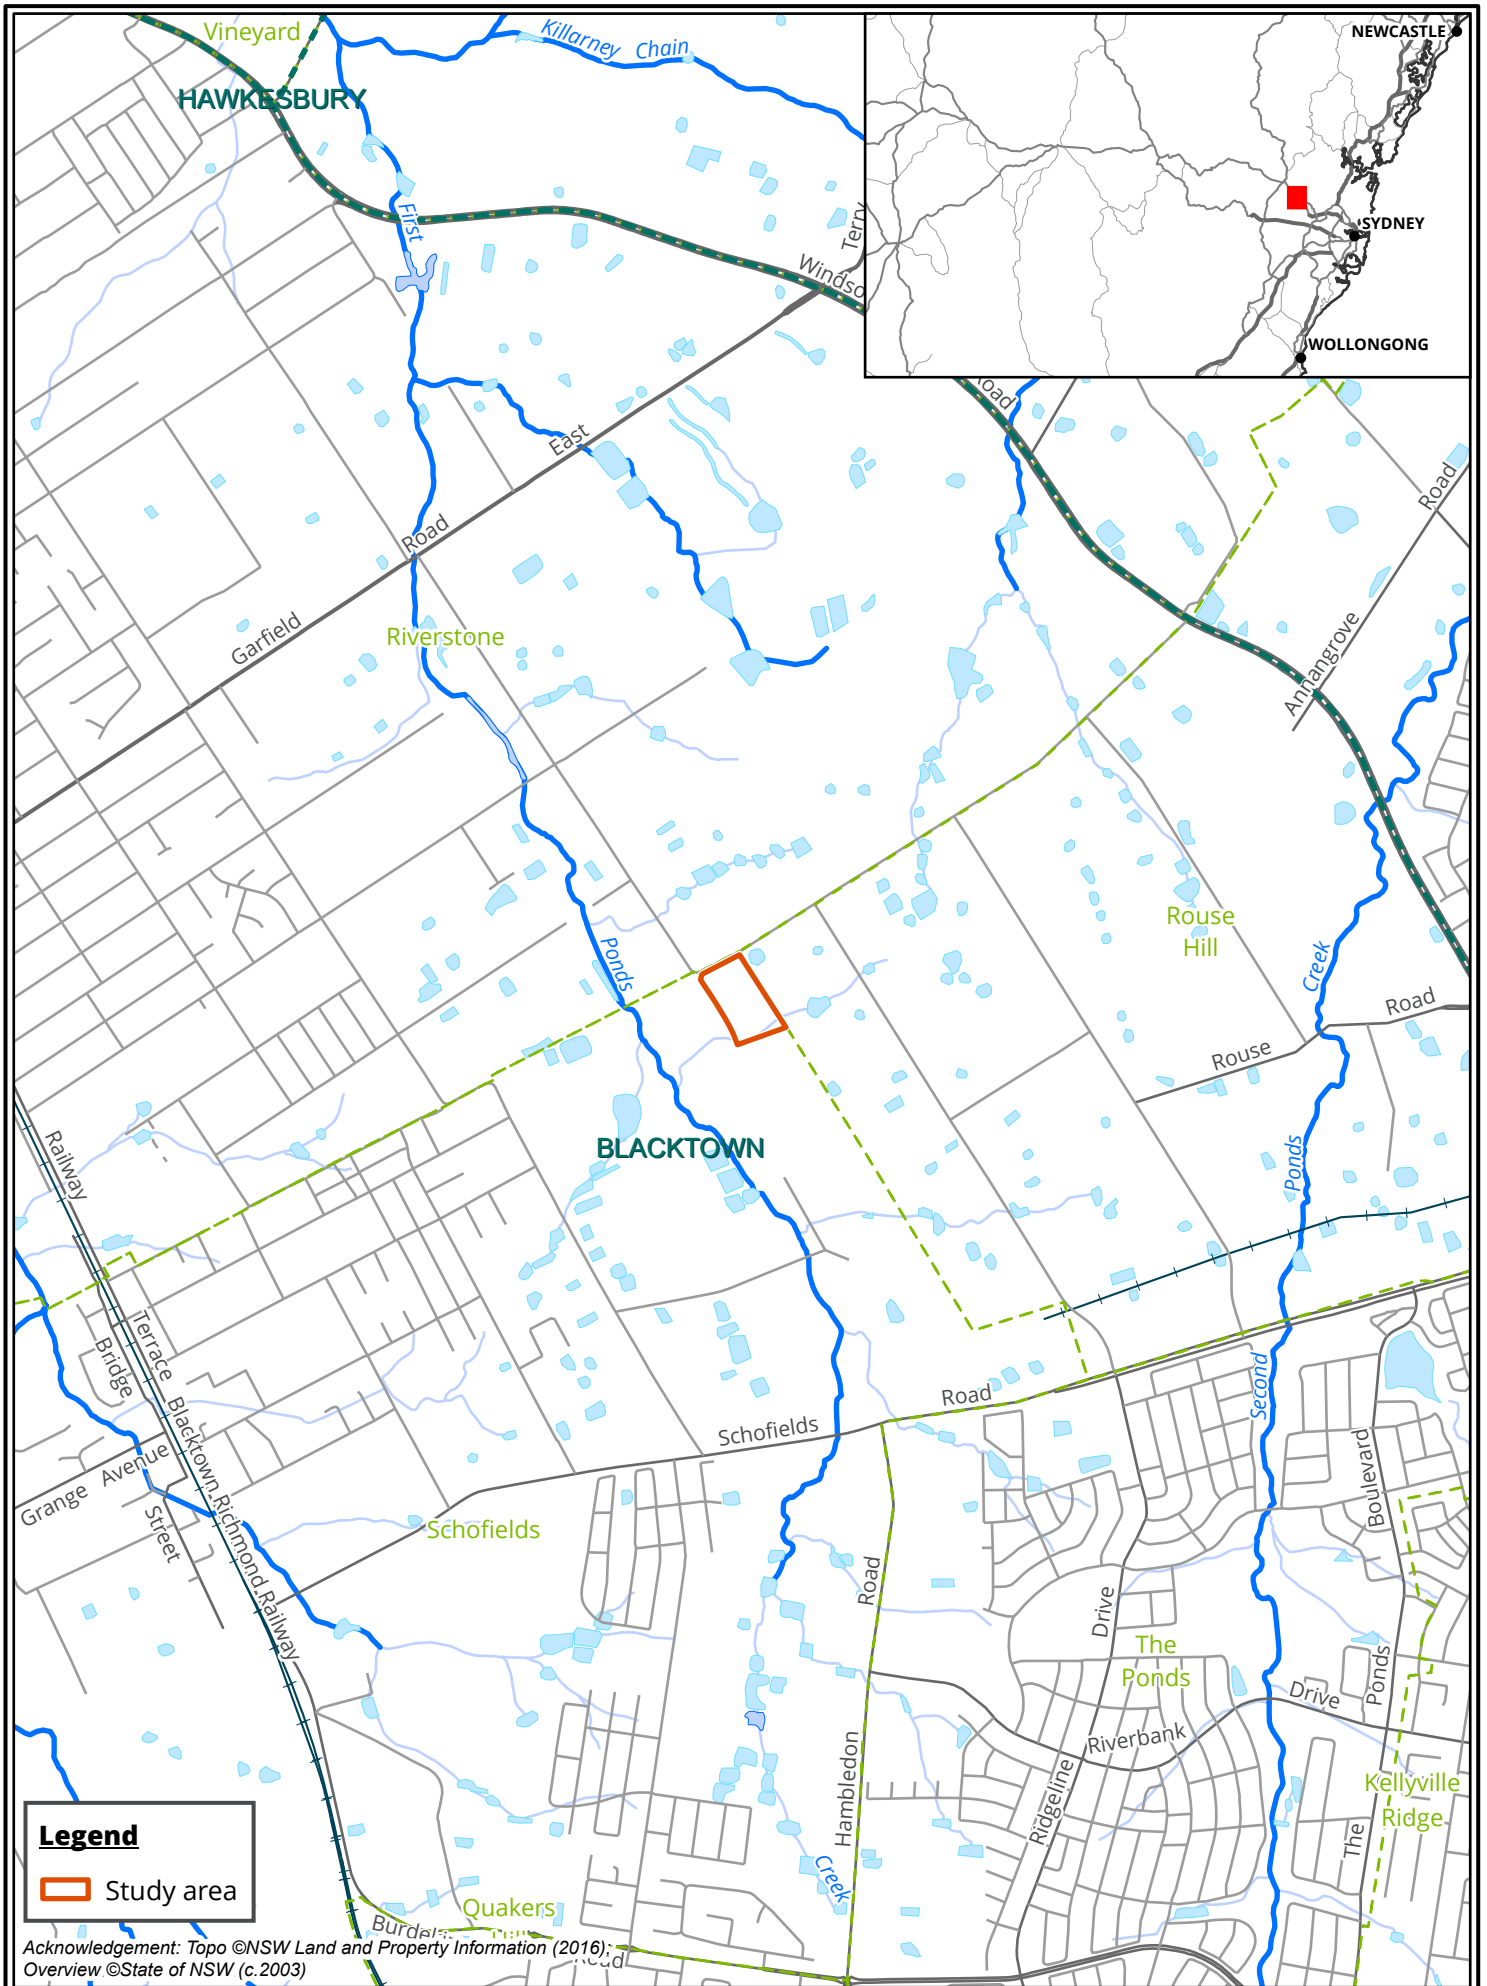 Vineyard
Killarney Chain
NEWCASTLE
HAWKESBURY
First
SYDNEY
Windso
WOLLONGONG
Road
East
Road
Road
Garfield
Riverstone
Annangrove
Rouse
Hill
Ponds
Creek
Road
Rouse
Railway
BLACKTOWN
Ponds
Terrace
Bridge
Second
Road
Schofields
Blacktown Richmond Railway
Grange Avenue
Street
Boulevard
Schofields
Road
Drive
The
Ponds
Ponds
Drive
Riverbank
Hambledon
Ridgeline
Kellyville
Ridge
The
Legend
Study area
Creek
Quakers
Road
Acknowledgement: Topo ©NSW Land and Property Information (2016);
Overview ©State of NSW (c.2003)